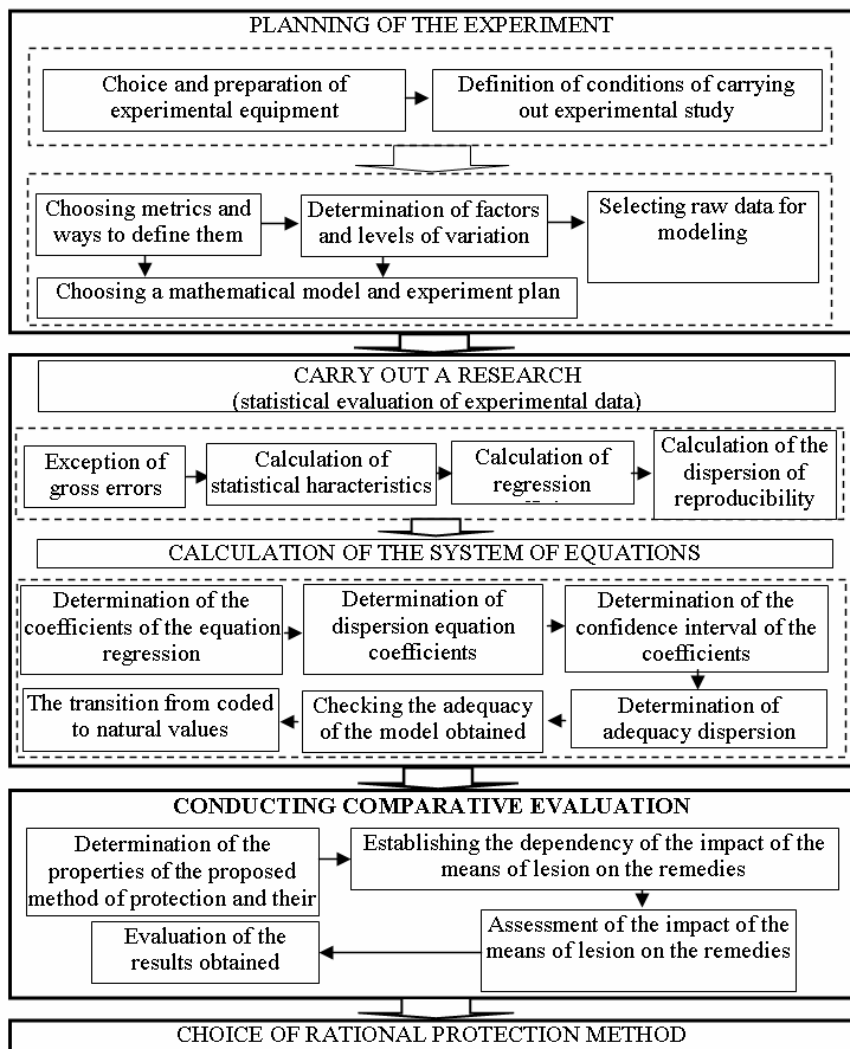 PLANNING OF THE EXPERIMENT
Choice and preparation of
experimental equipment
Definition of conditions of carrying
out experimental study
Choosing metrics and
ways to define them
Determination of factors
and levels of variation
Selecting raw data for
modeling
Choosing a mathematical model and experiment plan
CARRY OUT A RESEARCH
(statistical evaluation of experimental data)
Exception of
gross errors
Calculation of
statistical haracteristics
Calculation of
regression
Calculation of the
dispersion of
reproducibility
CALCULATION OF THE SYSTEM OF EQUATIONS
Determination of the
coefficients of the equation
regression
Determination of
dispersion equation
coefficients
Determination of the
confidence interval of the
coefficients
The transition from coded
to natural values
Checking the adequacy
of the model obtained
Determination of
adequacy dispersion
CONDUCTING COMPARATIVE EVALUATION
Determination of the
properties of the proposed
method of protection and their
Establishing the dependency of the impact of the
means of lesion on the remedies
Evaluation of the
results obtained
Assessment of the impact of the
means of lesion on the remedies
CHOICE OF RATIONAL PROTECTION METHOD